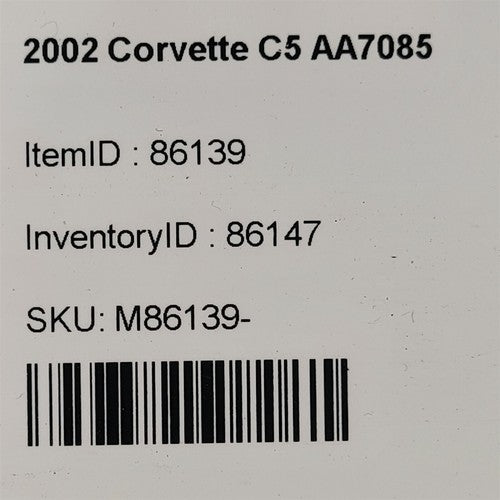 2002 Corvette C5 AA7085
ItemID : 86139
InventoryID : 86147
SKU: M86139-